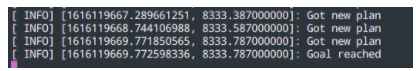 [ INFO] [1616119667.289661251, 8333.387000000]: Got new plan
[ INFO] [1616119668.744106988, 8383.587000000]: Got new plan
[ INFO] [1616119669.771850565, 8333.787000000]: Got new plan
[ INFO] [1616119669.772598336, 8333.787000000]: Goal reached